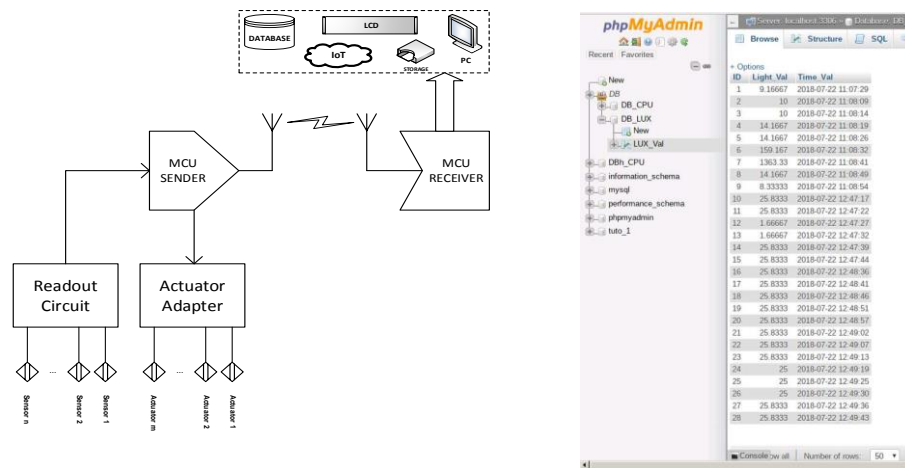 DATABASE
LCD
IoT
STORAGE
PC
MCU
SENDER
MCU
RECEIVER
Readout
Circuit
Actuator
Adapter
...
...
Sensor n
Sensor 2
Sensor 1
Actuator m
Actuator 2
Actuator 1
phpMyAdmin
Recent Favorites
New
DB
DB_CPU
DB_LUX
New
LUX_Val
DBh_CPU
information_schema
mysql
performance_schema
phpmyadmin
tuto_1
Server: localhost:3306 » Database: DB
Browse Structure SQL
+ Options
ID Light_Val Time_Val
1 9.16667 2018-07-22 11:07:29
2 10 2018-07-22 11:08:09
3 10 2018-07-22 11:08:14
4 14.1667 2018-07-22 11:08:19
5 14.1667 2018-07-22 11:08:26
6 159.167 2018-07-22 11:08:32
7 1363.33 2018-07-22 11:08:41
8 14.1667 2018-07-22 11:08:49
9 8.33333 2018-07-22 11:08:54
10 25.8333 2018-07-22 12:47:17
11 25.8333 2018-07-22 12:47:22
12 1.66667 2018-07-22 12:47:27
13 1.66667 2018-07-22 12:47:32
14 25.8333 2018-07-22 12:47:39
15 25.8333 2018-07-22 12:47:44
16 25.8333 2018-07-22 12:48:36
17 25.8333 2018-07-22 12:48:41
18 25.8333 2018-07-22 12:48:46
19 25.8333 2018-07-22 12:48:51
20 25.8333 2018-07-22 12:48:57
21 25.8333 2018-07-22 12:49:02
22 25.8333 2018-07-22 12:49:07
23 25.8333 2018-07-22 12:49:13
24 25 2018-07-22 12:49:19
25 25 2018-07-22 12:49:25
26 25 2018-07-22 12:49:30
27 25.8333 2018-07-22 12:49:36
28 25.8333 2018-07-22 12:49:43
Console ow all Number of rows: 50